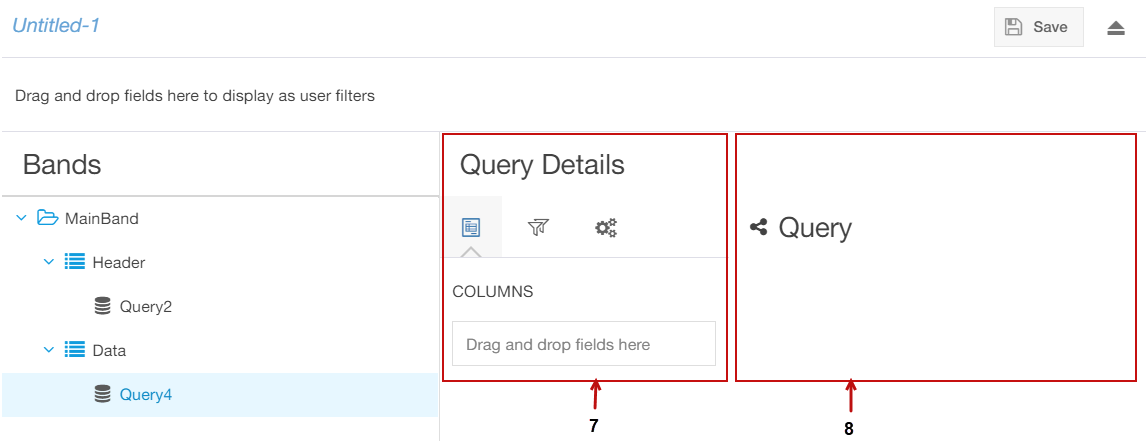 Untitled-1
Save
Drag and drop fields here to display as user filters
Bands
Query Details
MainBand
Query
Header
COLUMNS
Query2
Drag and drop fields here
Data
Query4
7
8